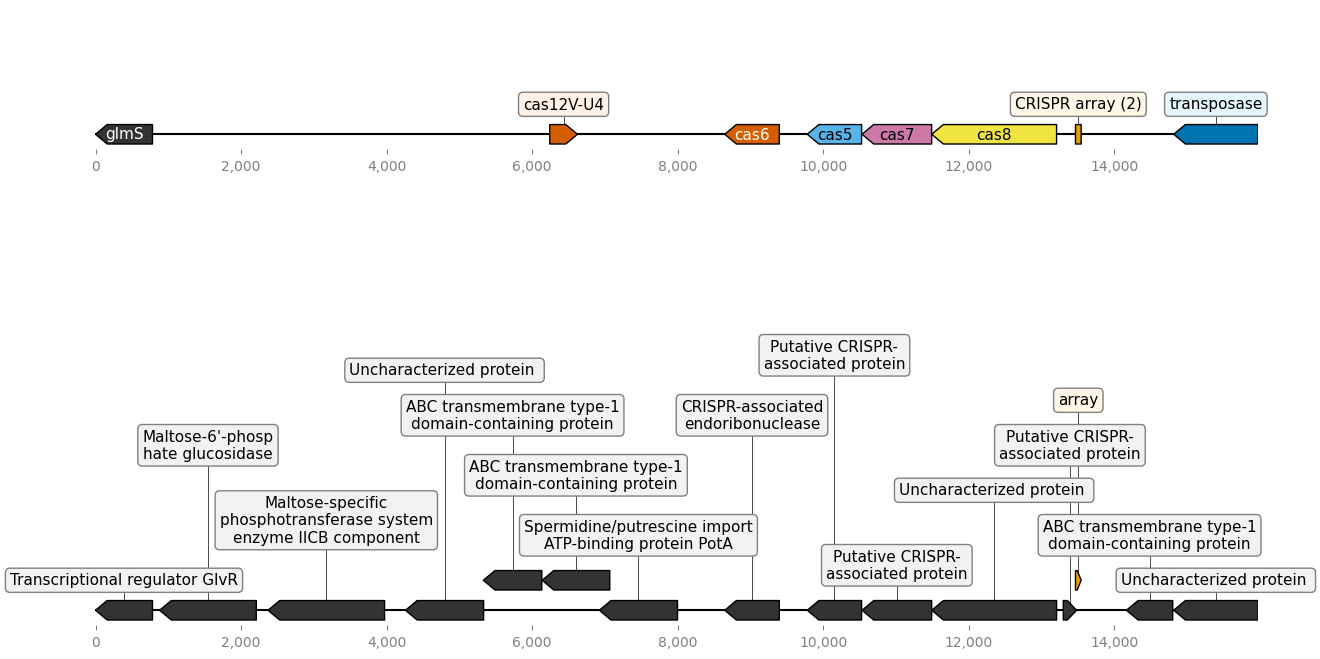 cas12V-U4
CRISPR array (2)
transposase
glmS
cas6
cas5
cas7
cas8
0
2,000
4,000
6,000
8,000
10,000
12,000
14,000
Putative CRISPR-
associated protein
Uncharacterized protein
array
ABC transmembrane type-1
domain-containing protein
CRISPR-associated
endoribonuclease
Maltose-6'-phosp
hate glucosidase
Putative CRISPR-
associated protein
ABC transmembrane type-1
domain-containing protein
Uncharacterized protein
Maltose-specific
phosphotransferase system
enzyme IICB component
Spermidine/putrescine import
ATP-binding protein PotA
ABC transmembrane type-1
domain-containing protein
Putative CRISPR-
associated protein
Transcriptional regulator GlvR
Uncharacterized protein
0
2,000
4,000
6,000
8,000
10,000
12,000
14,000